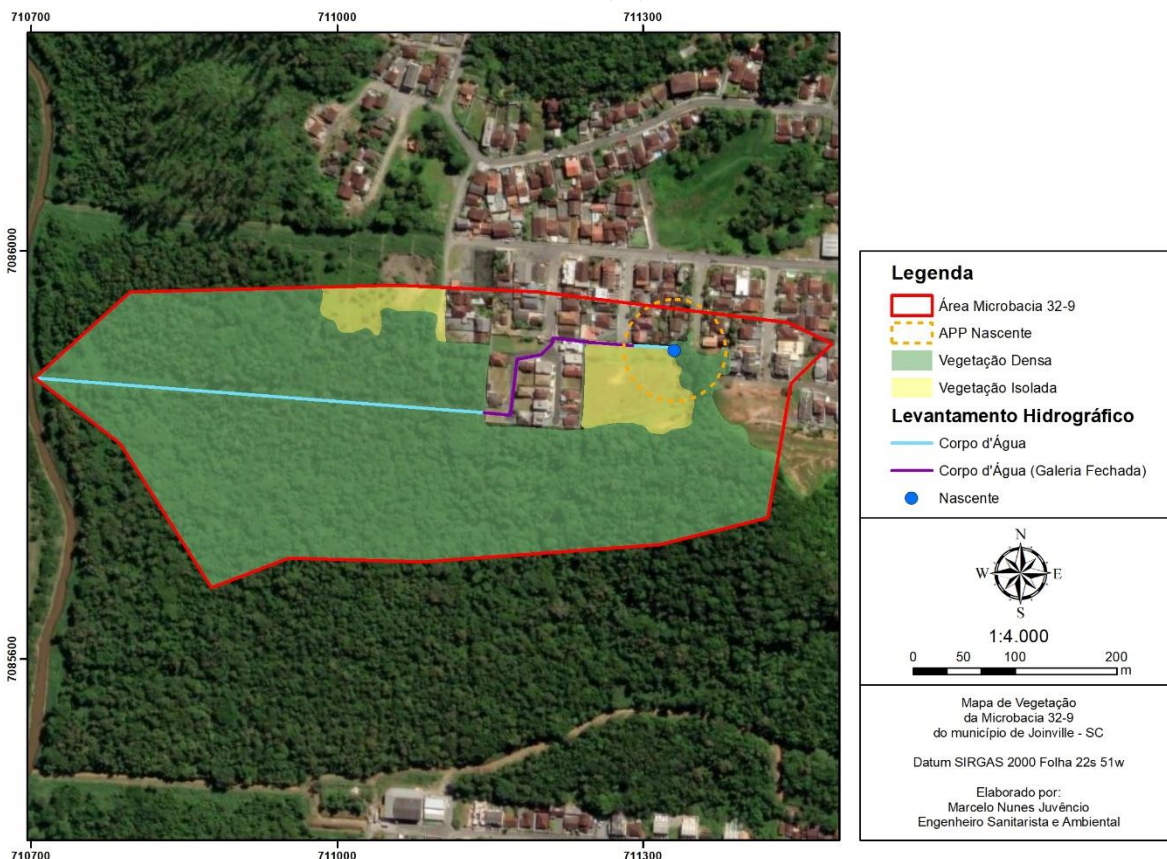 710700
711000
711300
7086000
7085600
710700
711000
711300
Legenda
Área Microbacia 32-9
APP Nascente
Vegetação Densa
Vegetação Isolada
Levantamento Hidrográfico
Corpo d'Água
Corpo d'Água (Galeria Fechada)
Nascente
N
W
E
S
1:4.000
0 50 100 200
m
Mapa de Vegetação
da Microbacia 32-9
do município de Joinville - SC
Datum SIRGAS 2000 Folha 22s 51w
Elaborado por:
Marcelo Nunes Juvêncio
Engenheiro Sanitarista e Ambiental